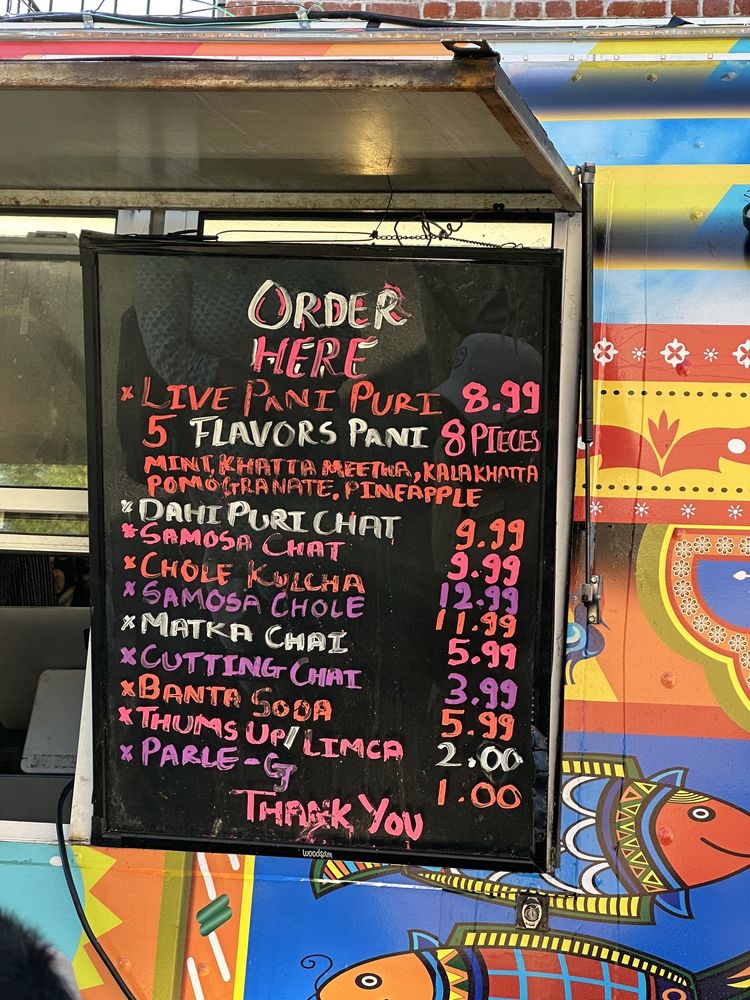 ORDER
HERE
× LIVE PANI PURI 8.99
5 FLAVORS PANI 8 PIECES
MINT, KHATTA MEETHA, KALA KHATTA
POMOGRANATE, PINEAPPLE
× DAHI PURI CHAT 9.99
× SAMOSA CHAT 9.99
× CHOLE KULCHA 12.99
× SAMOSA CHOLE 11.99
× MATKA CHAI 5.99
× CUTTING CHAI 3.99
× BANTA SODA 5.99
× THUMS UP/LIMCA 2.00
× PARLE-G 1.00
THANK YOU
woodsam